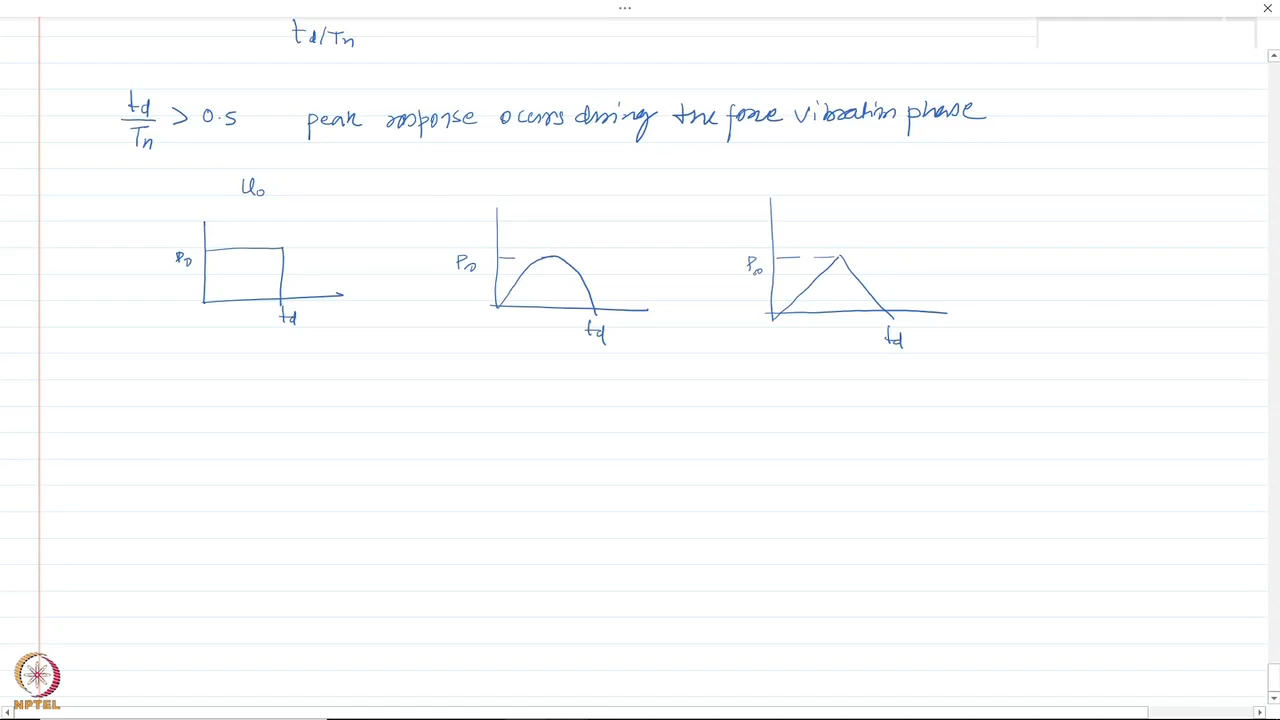 td/Tn
td/Tn > 0.5 peak response occurs during the force vibration phase
u0
P0
td
P0
td
P0
td
NPTEL